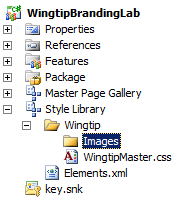 WingtipBrandingLab
Properties
References
Features
Package
Master Page Gallery
Style Library
Wingtip
Images
WingtipMaster.css
Elements.xml
key.snk